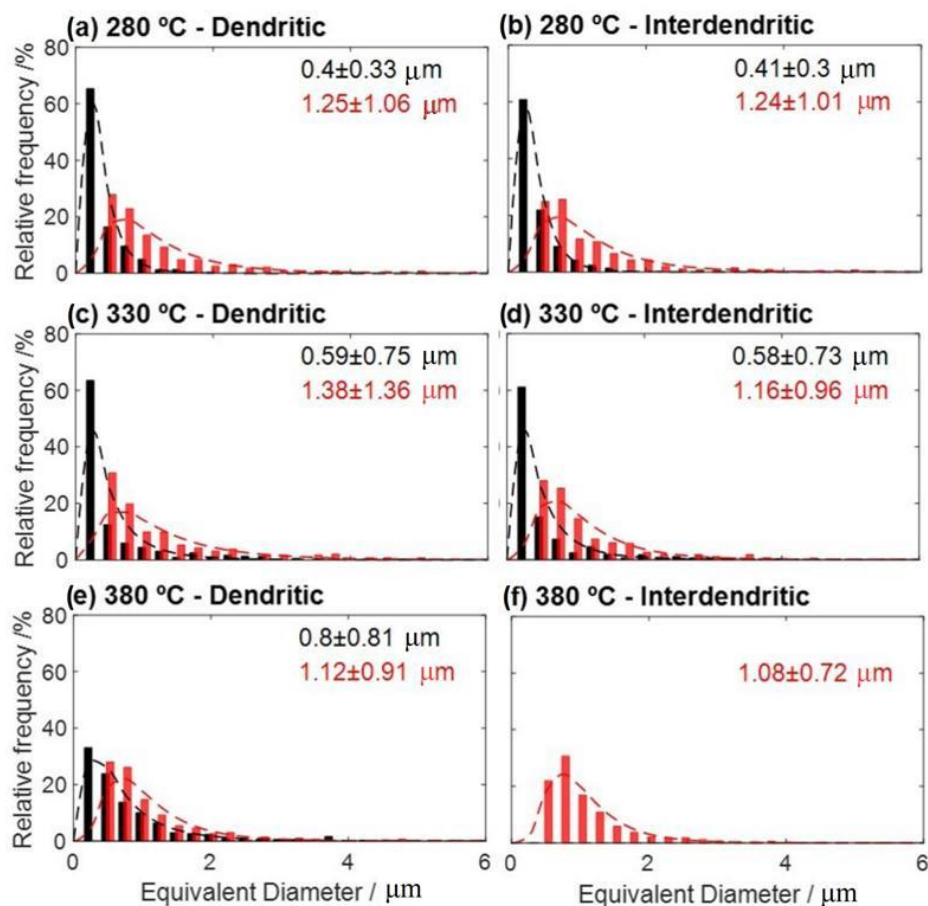 (a) 280 ºC - Dendritic
(b) 280 ºC - Interdendritic
80
60
40
20
0
Relative frequency /%
0.4±0.33 μm
1.25±1.06 μm
0.41±0.3 μm
1.24±1.01 μm
(c) 330 ºC - Dendritic
(d) 330 ºC - Interdendritic
80
60
40
20
0
Relative frequency /%
0.59±0.75 μm
1.38±1.36 μm
0.58±0.73 μm
1.16±0.96 μm
(e) 380 ºC - Dendritic
(f) 380 ºC - Interdendritic
80
60
40
20
0
Relative frequency /%
0.8±0.81 μm
1.12±0.91 μm
1.08±0.72 μm
0 2 4 6
0 2 4 6
Equivalent Diameter / μm
Equivalent Diameter / μm